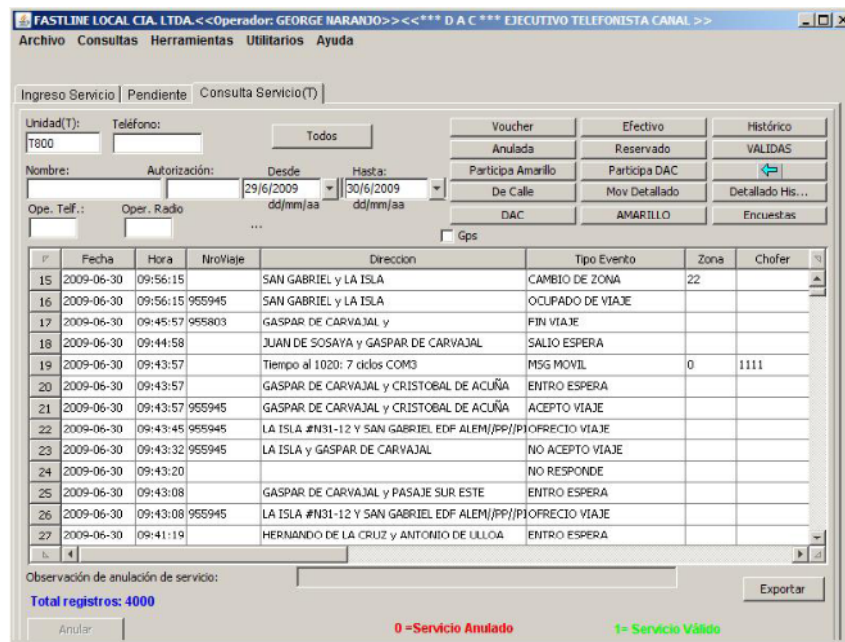 FASTLINE LOCAL CIA. LTDA.<<Operador: GEORGE NARANJO>><<*** D A C *** EJECUTIVO TELEFONISTA CANAL >>
Archivo Consultas Herramientas Utilitarios Ayuda
Ingreso Servicio Pendiente Consulta Servicio(T)
Unidad(T): Teléfono:
T800
Todos
Voucher Efectivo Histórico
Anulada Reservado VALIDAS
Nombre: Autorización: Desde Hasta:
Participa Amarillo Participa DAC
29/6/2009 30/6/2009
De Calle Mov Detallado Detallado His...
Ope. Telf.: Oper. Radio dd/mm/aa dd/mm/aa
...
DAC AMARILLO Encuestas
Gps
Fecha Hora NroViaje Direccion Tipo Evento Zona Chofer
15 2009-06-30 09:56:15 SAN GABRIEL y LA ISLA CAMBIO DE ZONA 22
16 2009-06-30 09:56:15 955945 SAN GABRIEL y LA ISLA OCUPADO DE VIAJE
17 2009-06-30 09:45:57 955803 GASPAR DE CARVAJAL y FIN VIAJE
18 2009-06-30 09:44:58 JUAN DE SOSAYA y GASPAR DE CARVAJAL SALIO ESPERA
19 2009-06-30 09:43:57 Tiempo al 1020: 7 ciclos COM3 MSG MOVIL 0 1111
20 2009-06-30 09:43:57 GASPAR DE CARVAJAL y CRISTOBAL DE ACUÑA ENTRO ESPERA
21 2009-06-30 09:43:57 955945 GASPAR DE CARVAJAL y CRISTOBAL DE ACUÑA ACEPTO VIAJE
22 2009-06-30 09:43:45 955945 LA ISLA #N31-12 Y SAN GABRIEL EDF ALEM//PP//P OFRECIO VIAJE
23 2009-06-30 09:43:32 955945 LA ISLA y GASPAR DE CARVAJAL NO ACEPTO VIAJE
24 2009-06-30 09:43:20 NO RESPONDE
25 2009-06-30 09:43:08 GASPAR DE CARVAJAL y PASAJE SUR ESTE ENTRO ESPERA
26 2009-06-30 09:43:08 955945 LA ISLA #N31-12 Y SAN GABRIEL EDF ALEM//PP//P OFRECIO VIAJE
27 2009-06-30 09:41:19 HERNANDO DE LA CRUZ y ANTONIO DE ULLOA ENTRO ESPERA
Observación de anulación de servicio:
Exportar
Total registros: 4000
Anular 0 =Servicio Anulado 1= Servicio Válido